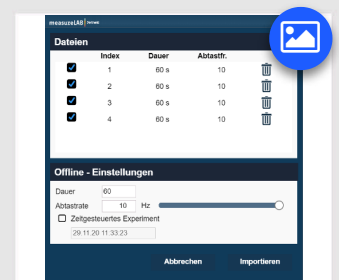 measureLAB
Dateien
Index Dauer Abtastfr.
1 60 s 10
2 60 s 10
3 60 s 10
4 60 s 10
Offline - Einstellungen
Dauer 60
Abtastrate 10 Hz
Zeitgesteuertes Experiment
29.11.20 11:33:23
Abbrechen Importieren